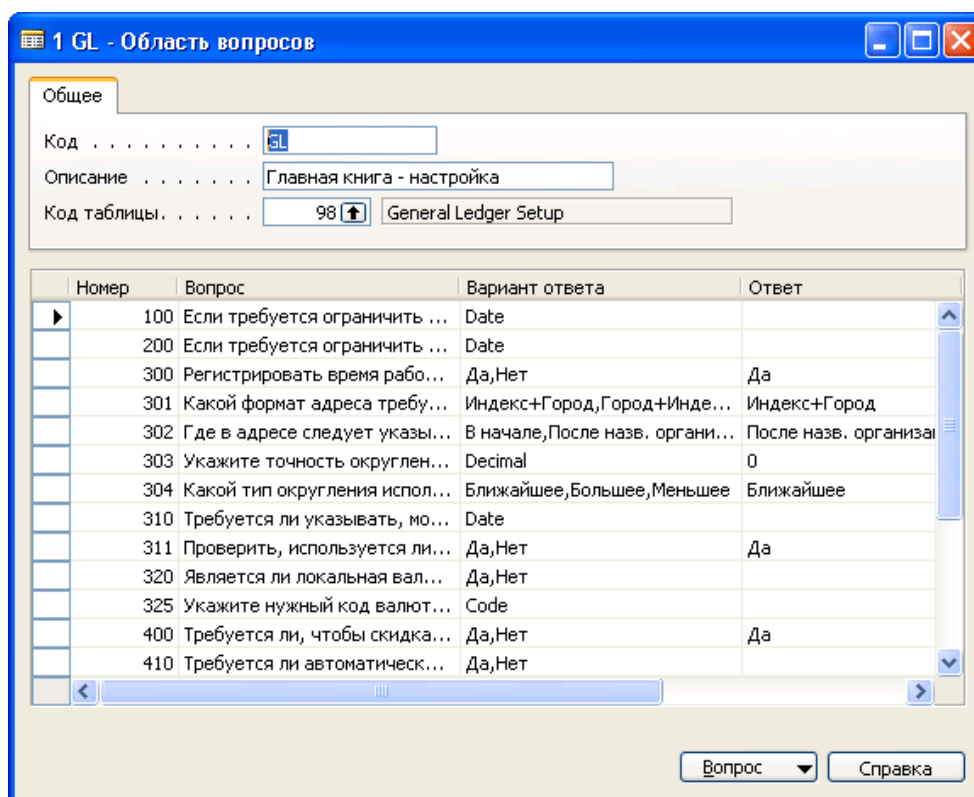 1 GL - Область вопросов
Общее
Код . . . . . . . . . . GL
Описание . . . . . . . Главная книга - настройка
Код таблицы. . . . . . 98 General Ledger Setup
Номер Вопрос Вариант ответа Ответ
100 Если требуется ограничить ... Date
200 Если требуется ограничить ... Date
300 Регистрировать время рабо... Да,Нет Да
301 Какой формат адреса требу... Индекс+Город,Город+Инде... Индекс+Город
302 Где в адресе следует указы... В начале,После назв. органи... После назв. организа
303 Укажите точность округлен... Decimal 0
304 Какой тип округления испол... Ближайшее,Большее,Меньшее Ближайшее
310 Требуется ли указывать, мо... Date
311 Проверить, используется ли... Да,Нет Да
320 Является ли локальная вал... Да,Нет
325 Укажите нужный код валют... Code
400 Требуется ли, чтобы скидка... Да,Нет Да
410 Требуется ли автоматическ... Да,Нет
Вопрос Справка